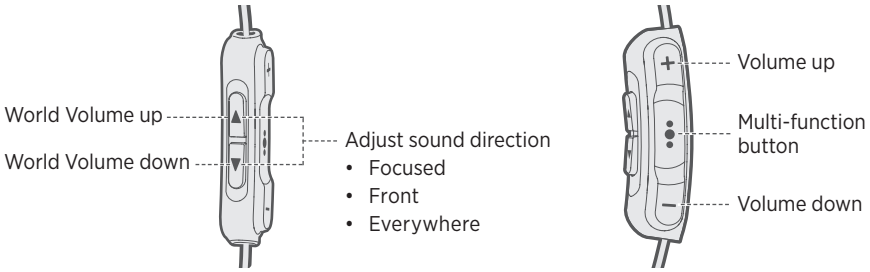 World Volume up
World Volume down
Adjust sound direction
• Focused
• Front
• Everywhere
Volume up
Multi-function
button
Volume down